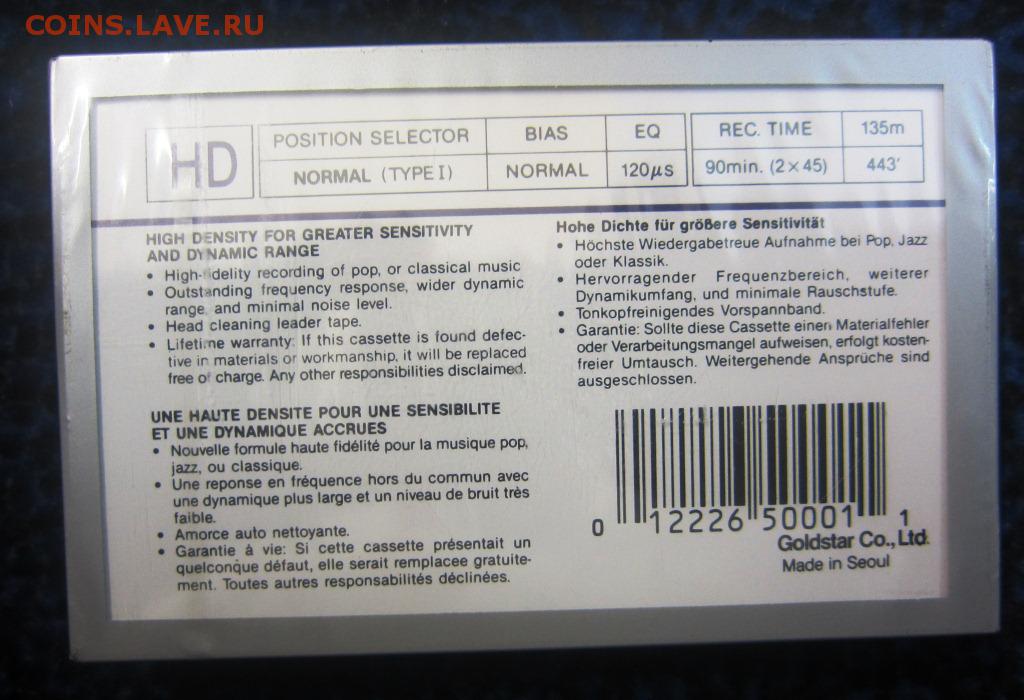 COINS.LAVE.RU
HD
POSITION SELECTOR BIAS EQ
NORMAL (TYPE I) NORMAL 120μs
REC. TIME 135m
90min. (2×45) 443'
HIGH DENSITY FOR GREATER SENSITIVITY
AND DYNAMIC RANGE
• High-fidelity recording of pop, or classical music
• Outstanding frequency response, wider dynamic
range, and minimal noise level.
• Head cleaning leader tape.
• Lifetime warranty: If this cassette is found defec-
tive in materials or workmanship, it will be replaced
free of charge. Any other responsibilities disclaimed.
UNE HAUTE DENSITE POUR UNE SENSIBILITE
ET UNE DYNAMIQUE ACCRUES
• Nouvelle formule haute fidélité pour la musique pop,
jazz, ou classique.
• Une reponse en fréquence hors du commun avec
une dynamique plus large et un niveau de bruit très
faible.
• Amorce auto nettoyante.
• Garantie à vie: Si cette cassette présentait un
quelconque défaut, elle serait remplacee gratuite-
ment. Toutes autres responsabilités déclinées.
Hohe Dichte für größere Sensitivität
• Höchste Wiedergabetreue Aufnahme bei Pop, Jazz
oder Klassik.
• Hervorragender Frequenzbereich, weiterer
Dynamikumfang, und minimale Rauschstufe.
• Tonkopfreinigendes Vorspannband.
• Garantie: Sollte diese Cassette einen Materialfehler
oder Verarbeitungsmangel aufweisen, erfolgt kosten-
freier Umtausch. Weitergehende Ansprüche sind
ausgeschlossen.
0 12226 50001 1
Goldstar Co., Ltd.
Made in Seoul